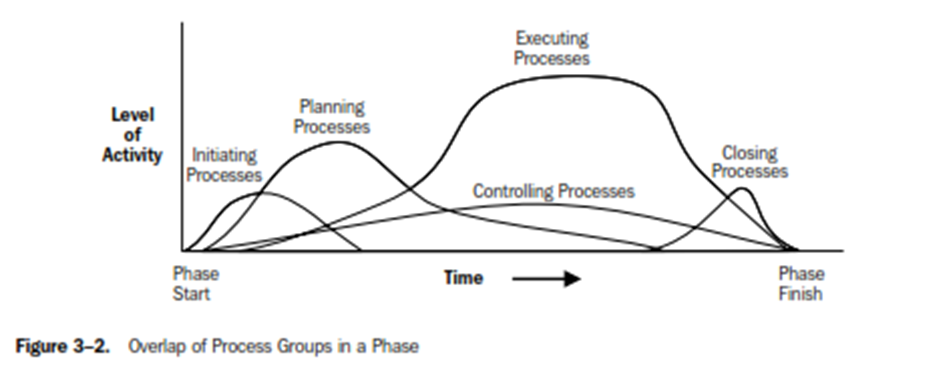 Executing
Processes
Planning
Processes
Level
of
Activity
Initiating
Processes
Closing
Processes
Controlling Processes
Phase
Start
Time
Phase
Finish
Figure 3–2. Overlap of Process Groups in a Phase